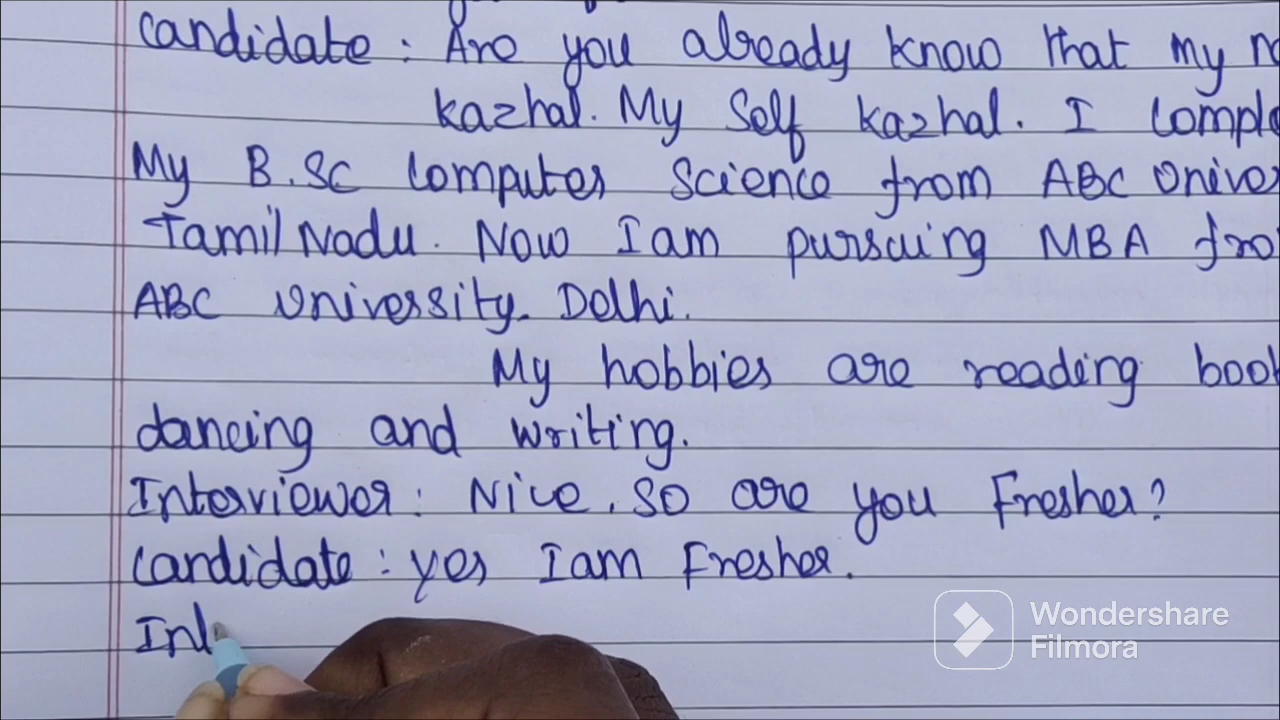 Candidate : Are you already know that my
Kazhal. My Self Kazhal. I
My B.Sc Computer Science from ABC
Tamil Nadu. Now I am pursuing MBA
ABC University. Delhi.
My hobbies are reading
dancing and writing.
Interviewer : Nice. So are you Fresher?
Candidate : yes I am Fresher.
Int
Wondershare
Filmora